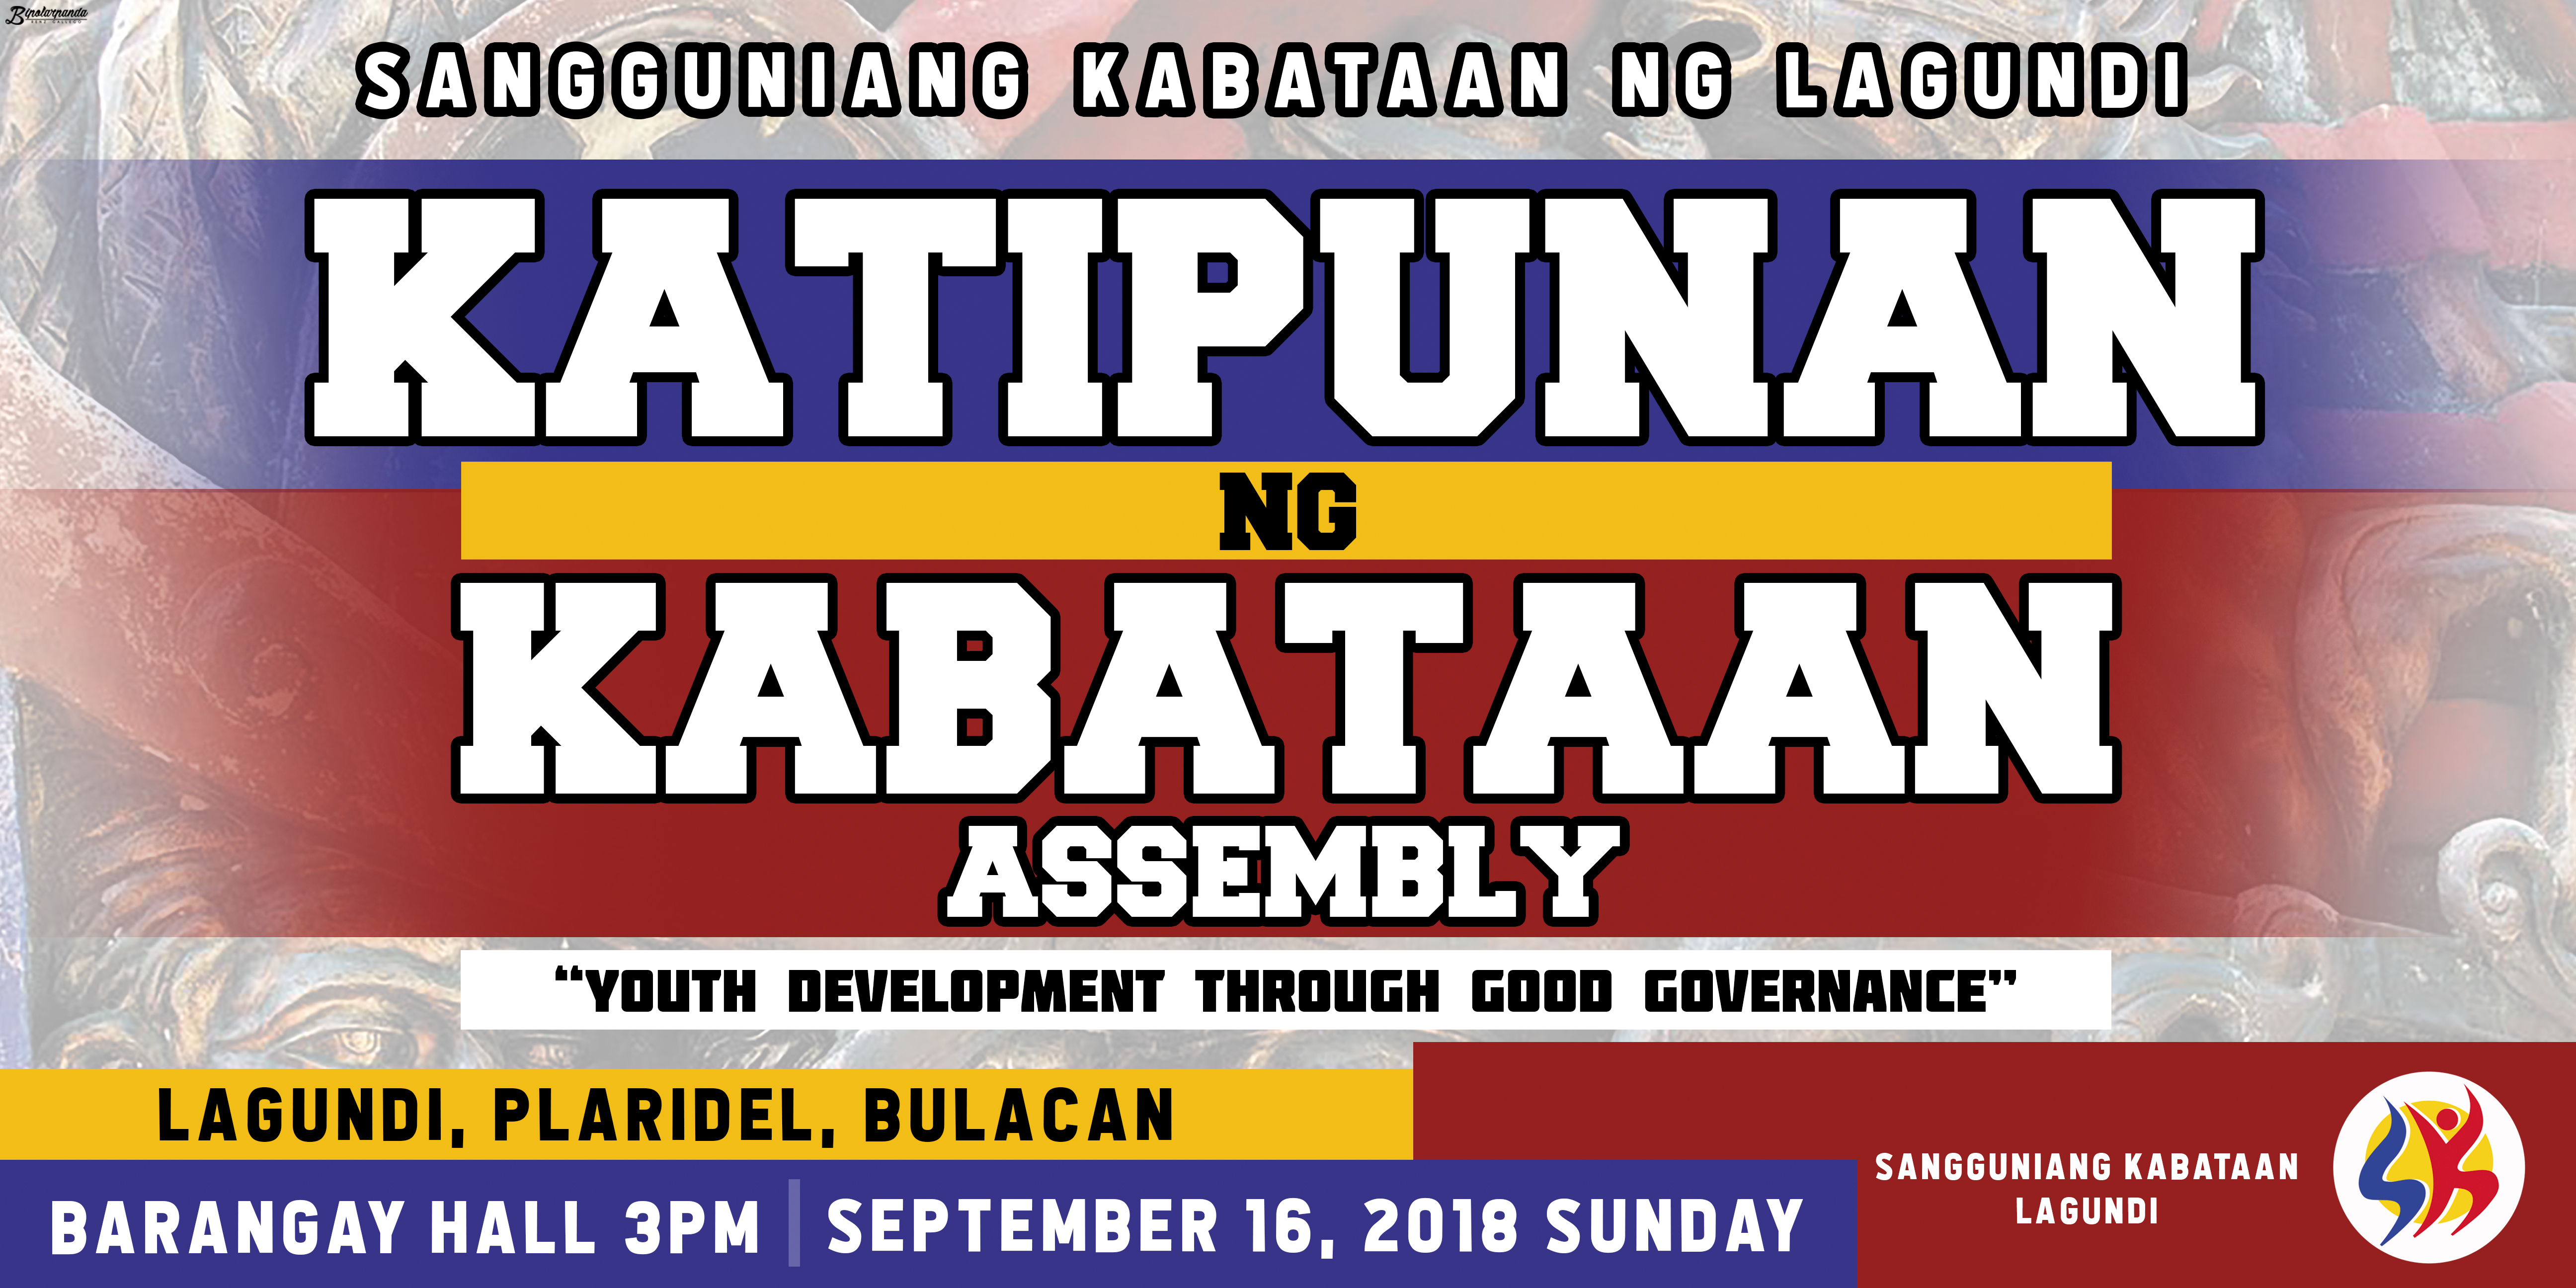 Bipolarpanda
SANGGUNIANG KABATAAN NG LAGUNDI
KATIPUNAN
NG
KABATAAN
ASSEMBLY
“YOUTH DEVELOPMENT THROUGH GOOD GOVERNANCE”
LAGUNDI, PLARIDEL, BULACAN
BARANGAY HALL 3PM | SEPTEMBER 16, 2018 SUNDAY
SANGGUNIANG KABATAAN
LAGUNDI